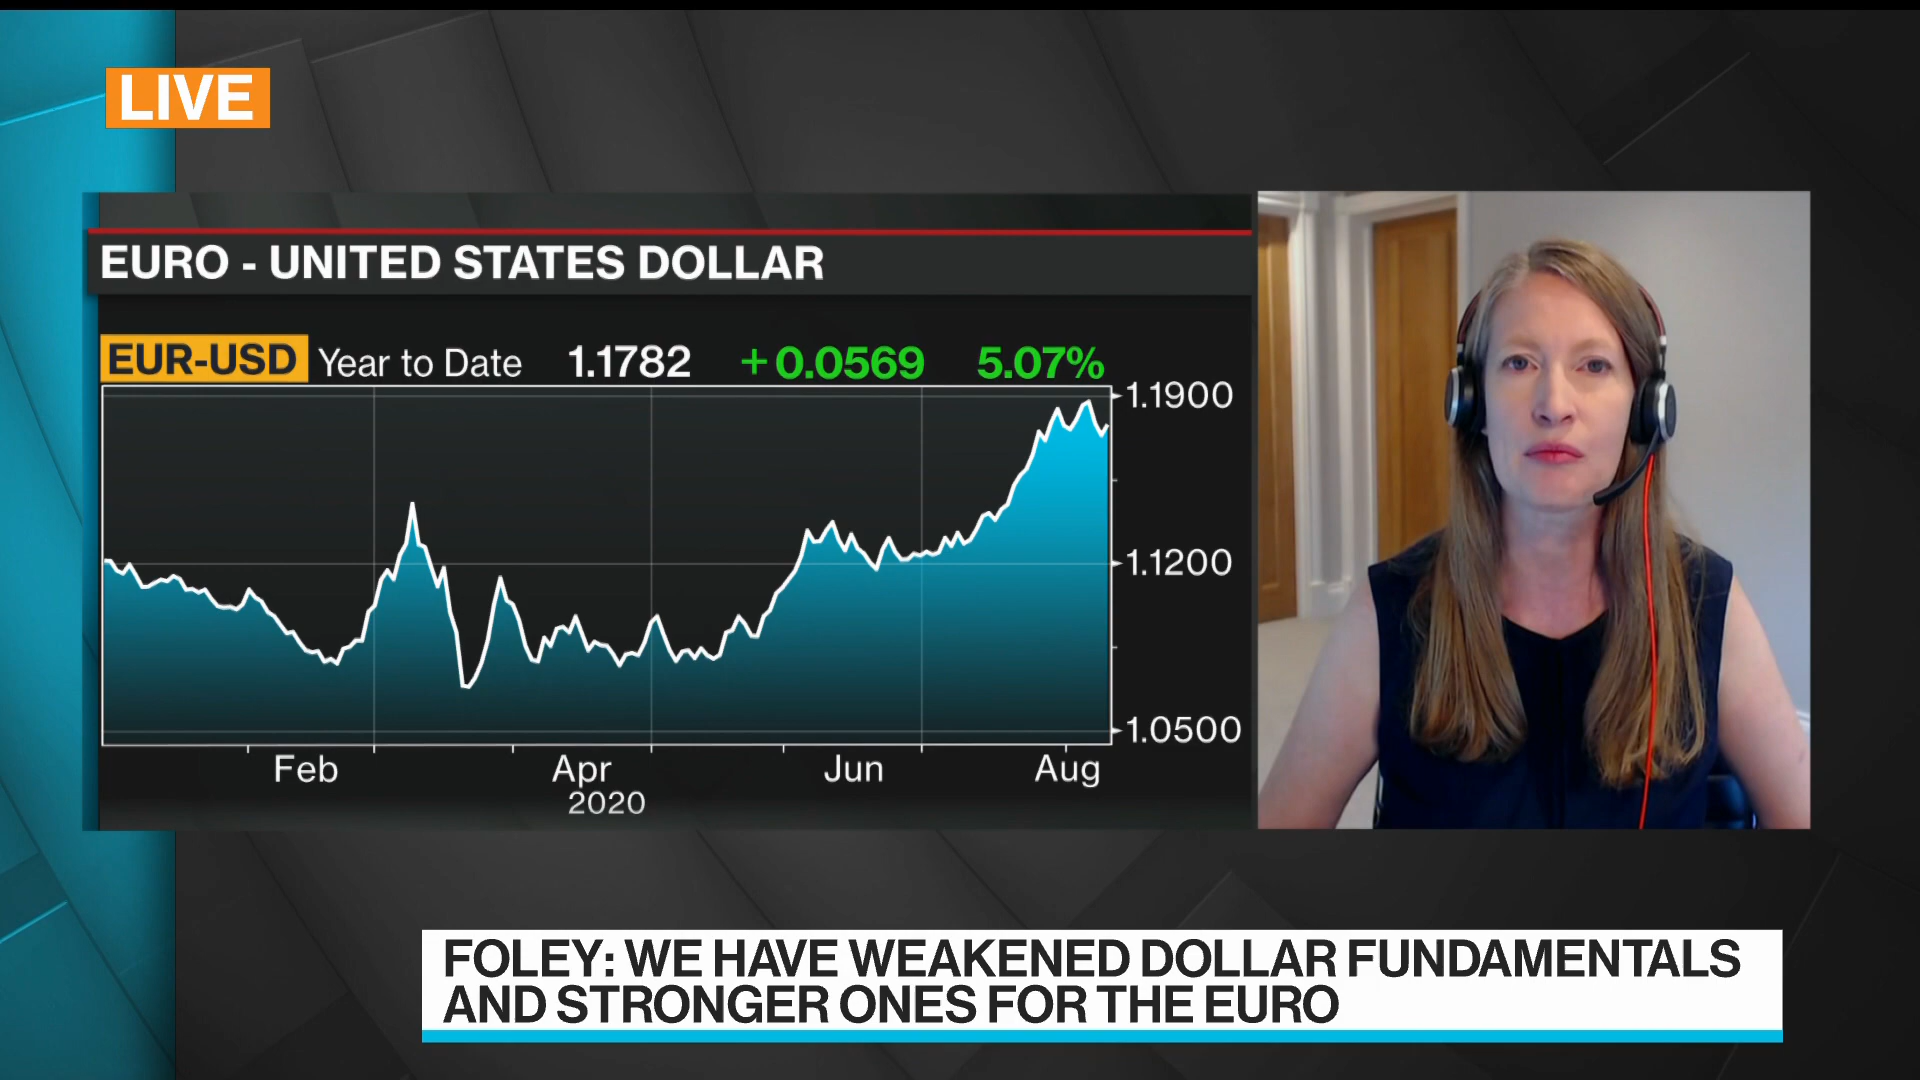 LIVE
EURO - UNITED STATES DOLLAR
EUR-USD Year to Date 1.1782 +0.0569 5.07%
1.1900
1.1200
1.0500
Feb Apr Jun Aug
2020
FOLEY: WE HAVE WEAKENED DOLLAR FUNDAMENTALS
AND STRONGER ONES FOR THE EURO